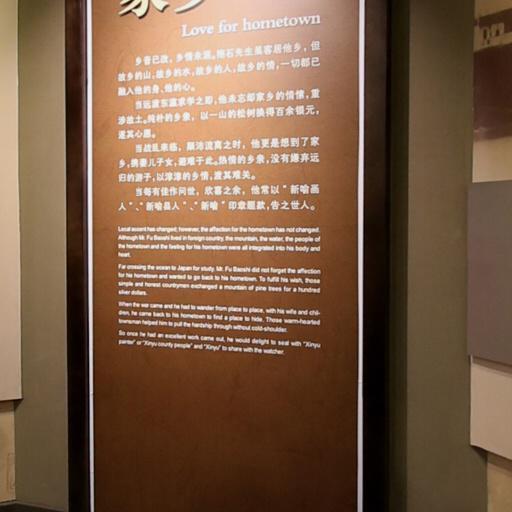 家乡
Love for hometown
乡音已改，乡情未泯。抱石先生虽客居他乡，但
故乡的山，故乡的水，故乡的人，故乡的情，一切都已
融入他的身、他的心。
当远渡东瀛求学之即，他未忘却家乡的情愫，重
涉故土。纯朴的乡亲，以一山的松树换得百余银元，
遂其心愿。
当战乱来临，颠沛流离之时，他更是想到了家
乡，携妻儿子女，避难于此。热情的乡亲，没有嫌弃远
归的游子，以淳淳的乡情，渡其难关。
当每有佳作问世，欣喜之余，他常以“新喻画
人”、“新喻县人”、“新喻”印章题款，告之世人。
Local accent has changed; however, the affection for the hometown has not changed.
Although Mr. Fu Baoshi lived in foreign country, the mountain, the water, the people of
the hometown and the feeling for his hometown were all integrated into his body and
heart.
Far crossing the ocean to Japan for study, Mr. Fu Baoshi did not forget the affection
for his hometown and wanted to go back to his hometown. To fulfill his wish, those
simple and honest countrymen exchanged a mountain of pine trees for a hundred
silver dollars.
When the war came and he had to wander from place to place, with his wife and chil-
dren, he came back to his hometown to find a place to hide. Those warm-hearted
townsman helped him to pull the hardship through without cold-shoulder.
So once he had an excellent work came out, he would delight to seal with "Xinyu
painter" or "Xinyu county people" and "Xinyu" to share with the watcher.